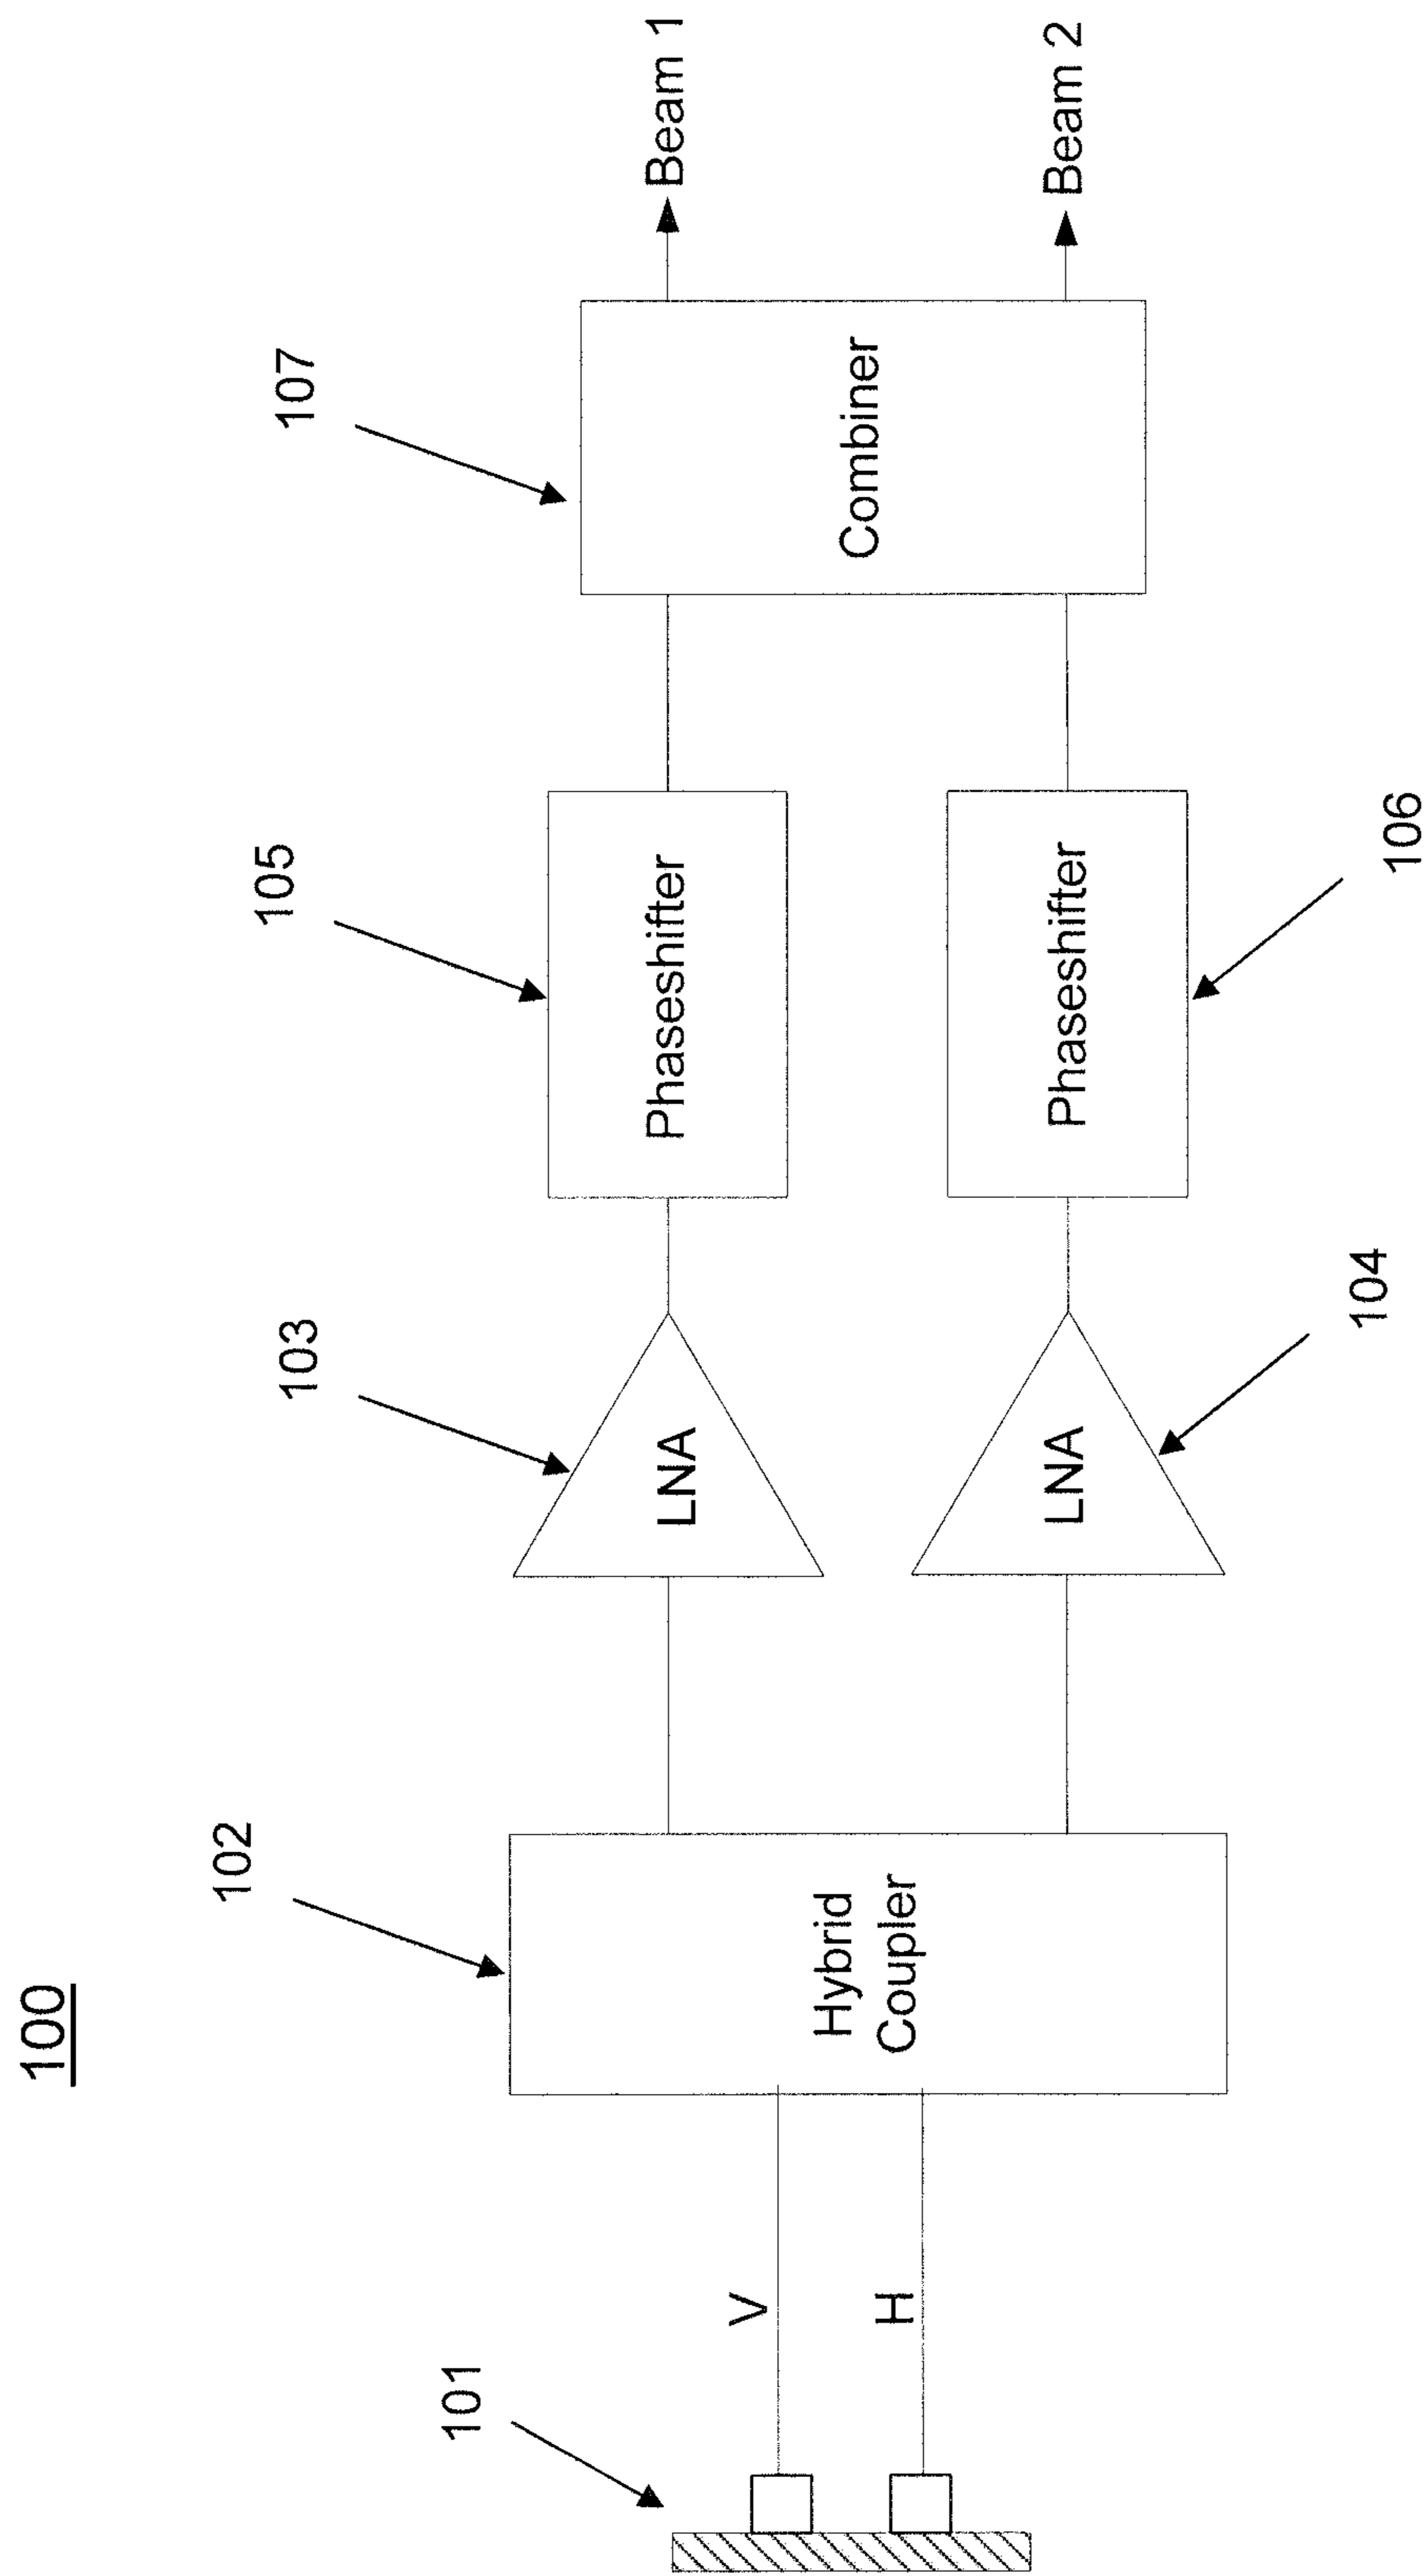 100
101
V
H
102
Hybrid
Coupler
103
LNA
LNA
104
105
Phaseshifter
Phaseshifter
106
107
Combiner
Beam 1
Beam 2